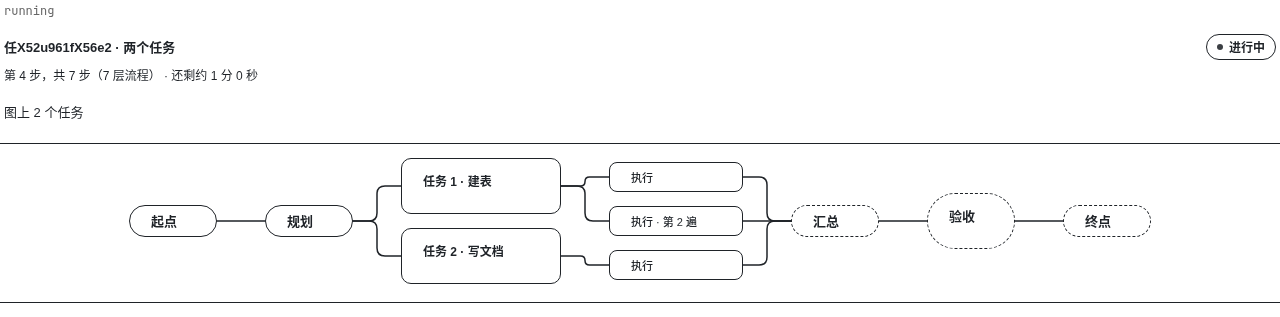 running
任X52u961fX56e2 · 两个任务
进行中
第 4 步，共 7 步（7 层流程） · 还剩约 1 分 0 秒
图上 2 个任务
起点
规划
任务 1 · 建表
任务 2 · 写文档
执行
执行 · 第 2 遍
执行
汇总
验收
终点